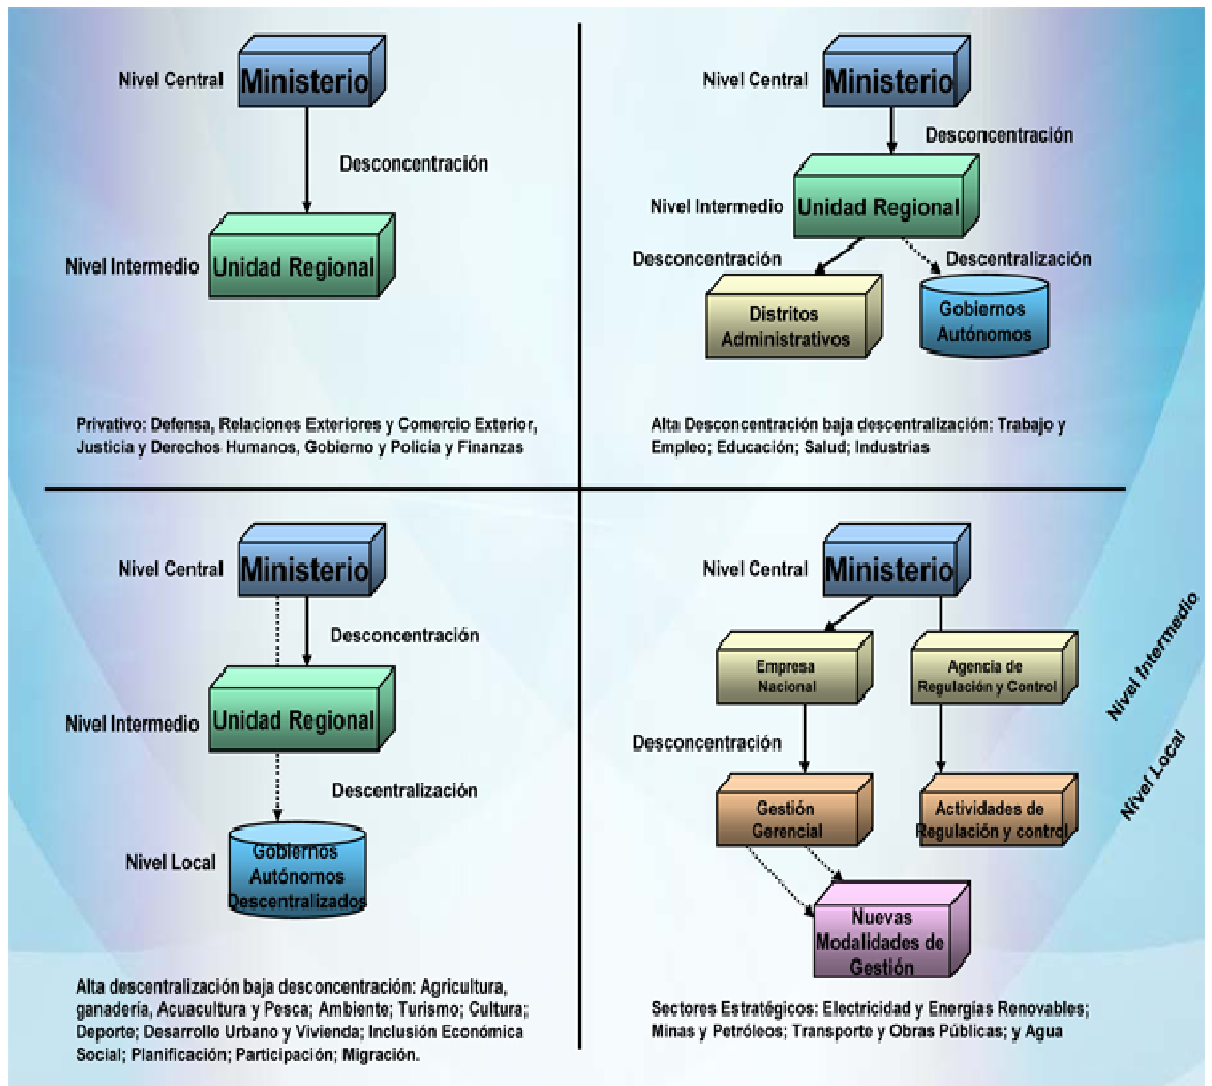 Nivel Central
Ministerio
Desconcentración
Nivel Intermedio
Unidad Regional
Privativo: Defensa, Relaciones Exteriores y Comercio Exterior,
Justicia y Derechos Humanos, Gobierno y Policía y Finanzas
Nivel Central
Ministerio
Desconcentración
Nivel Intermedio
Unidad Regional
Desconcentración
Descentralización
Distritos
Administrativos
Gobiernos
Autónomos
Alta Desconcentración baja descentralización: Trabajo y
Empleo; Educación; Salud; Industrias
Nivel Central
Ministerio
Desconcentración
Nivel Intermedio
Unidad Regional
Descentralización
Nivel Local
Gobiernos
Autónomos
Descentralizados
Alta descentralización baja desconcentración: Agricultura,
ganadería, Acuacultura y Pesca; Ambiente; Turismo; Cultura;
Deporte; Desarrollo Urbano y Vivienda; Inclusión Económica
Social; Planificación; Participación; Migración.
Nivel Central
Ministerio
Empresa
Nacional
Agencia de
Regulación y Control
Nivel Intermedio
Desconcentración
Nivel Local
Gestión
Gerencial
Actividades de
Regulación y control
Nuevas
Modalidades de
Gestión
Sectores Estratégicos: Electricidad y Energías Renovables;
Minas y Petróleos; Transporte y Obras Públicas; y Agua